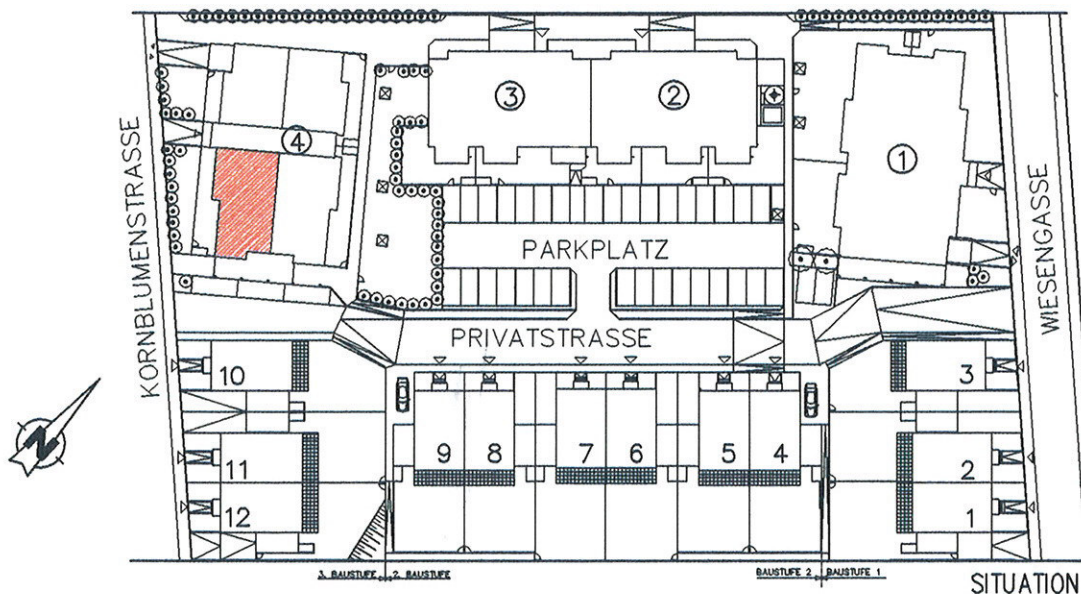 3
2
4
1
KORNBLUMENSTRASSE
WIESENGASSE
PARKPLATZ
PRIVATSTRASSE
10
3
9 8 7 6 5 4
11
2
12
1
N
3. BAUSTUFE 2. BAUSTUFE
BAUSTUFE 2 BAUSTUFE 1
SITUATION